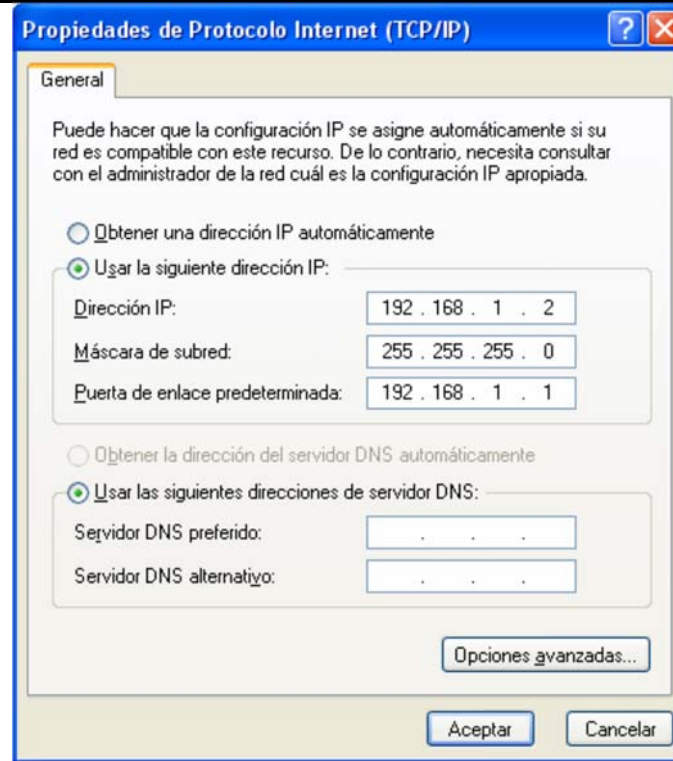 Propiedades de Protocolo Internet (TCP/IP)
General
Puede hacer que la configuración IP se asigne automáticamente si su
red es compatible con este recurso. De lo contrario, necesita consultar
con el administrador de la red cuál es la configuración IP apropiada.
Obtener una dirección IP automáticamente
Usar la siguiente dirección IP:
Dirección IP: 192 . 168 . 1 . 2
Máscara de subred: 255 . 255 . 255 . 0
Puerta de enlace predeterminada: 192 . 168 . 1 . 1
Obtener la dirección del servidor DNS automáticamente
Usar las siguientes direcciones de servidor DNS:
Servidor DNS preferido: . . .
Servidor DNS alternativo: . . .
Opciones avanzadas...
Aceptar Cancelar